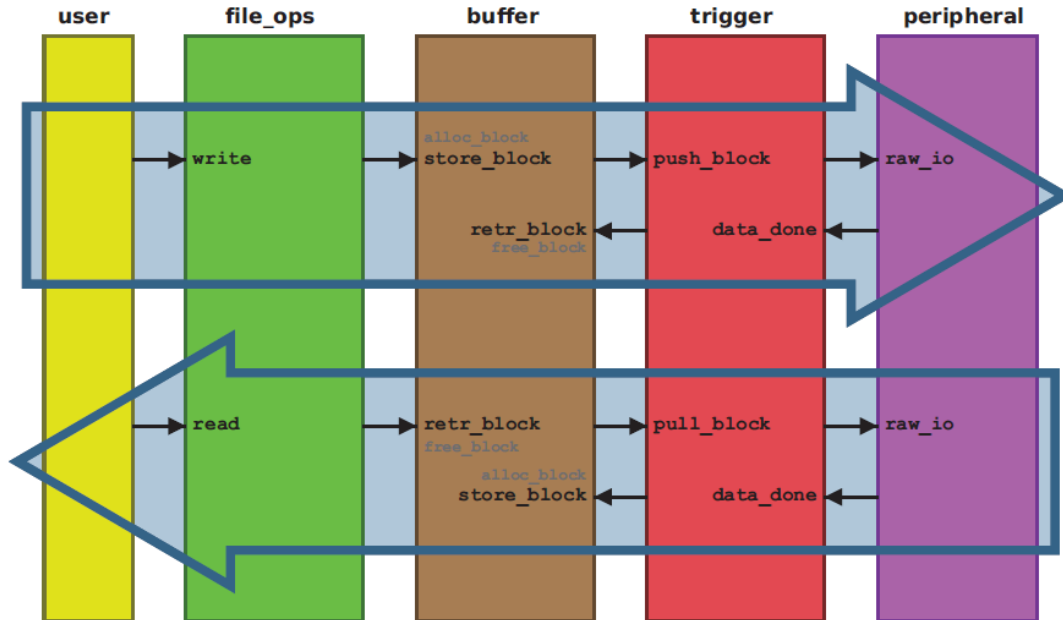 user file_ops buffer trigger peripheral
alloc_block
write store_block push_block raw_io
retr_block data_done
free_block
read retr_block pull_block raw_io
free_block
alloc_block
store_block data_done